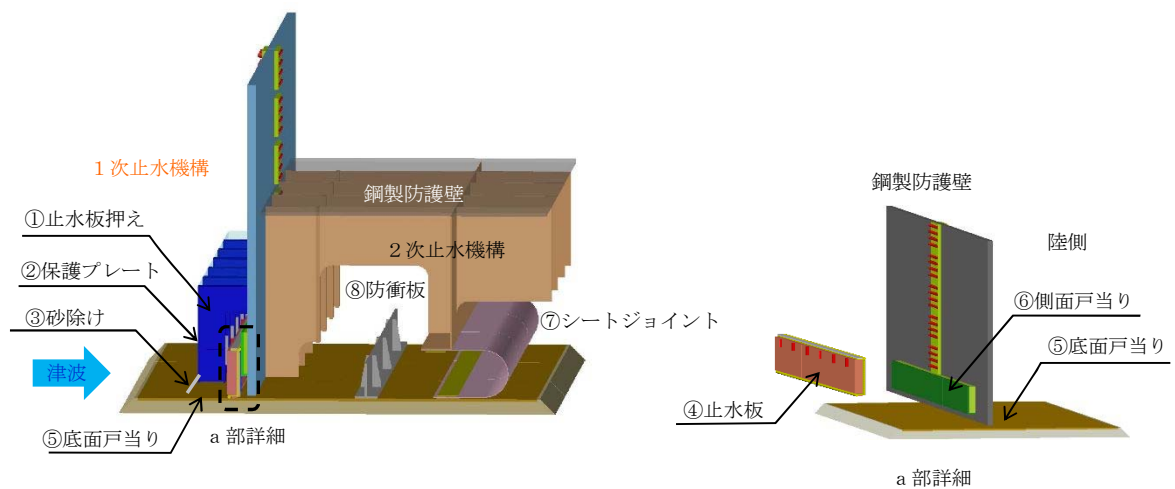 1次止水機構
鋼製防護壁
①止水板押え
2次止水機構
②保護プレート
⑧防衝板
③砂除け
⑦シートジョイント
津波
⑤底面戸当り
a 部詳細
鋼製防護壁
陸側
⑥側面戸当り
⑤底面戸当り
④止水板
a 部詳細